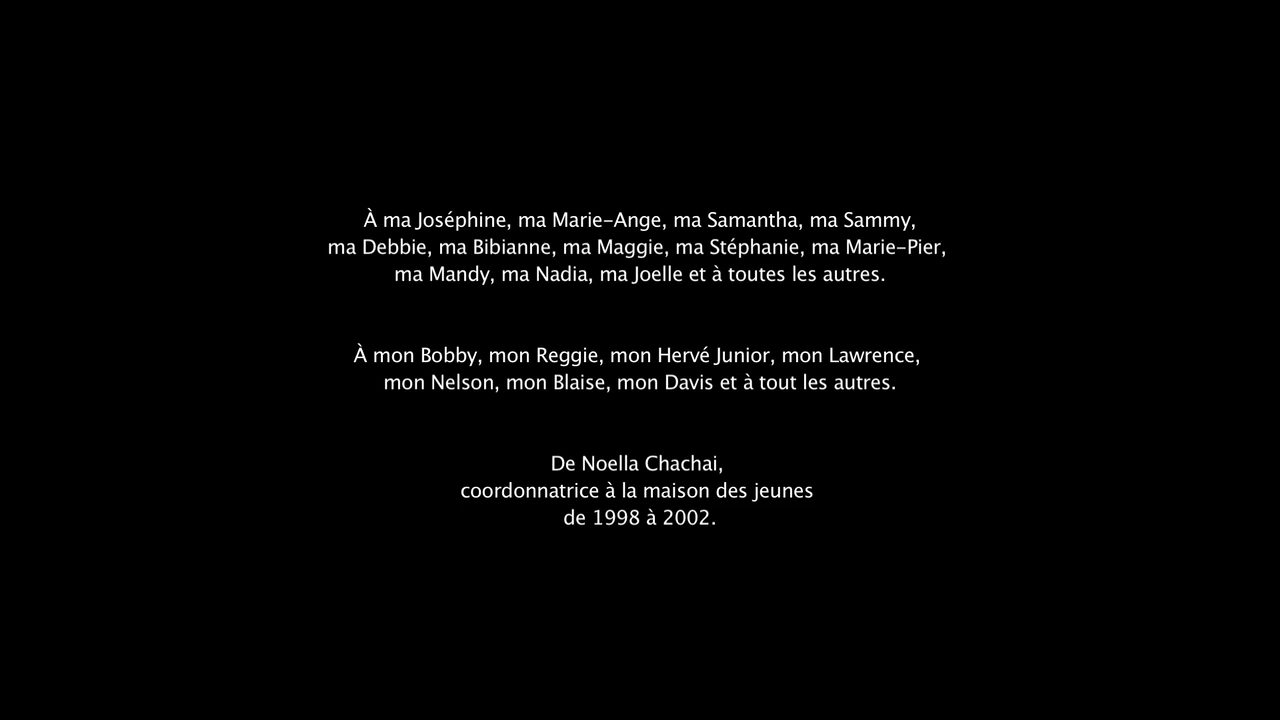 À ma Joséphine, ma Marie-Ange, ma Samantha, ma Sammy,
ma Debbie, ma Bibianne, ma Maggie, ma Stéphanie, ma Marie-Pier,
ma Mandy, ma Nadia, ma Joelle et à toutes les autres.
À mon Bobby, mon Reggie, mon Hervé Junior, mon Lawrence,
mon Nelson, mon Blaise, mon Davis et à tout les autres.
De Noella Chachai,
coordonnatrice à la maison des jeunes
de 1998 à 2002.